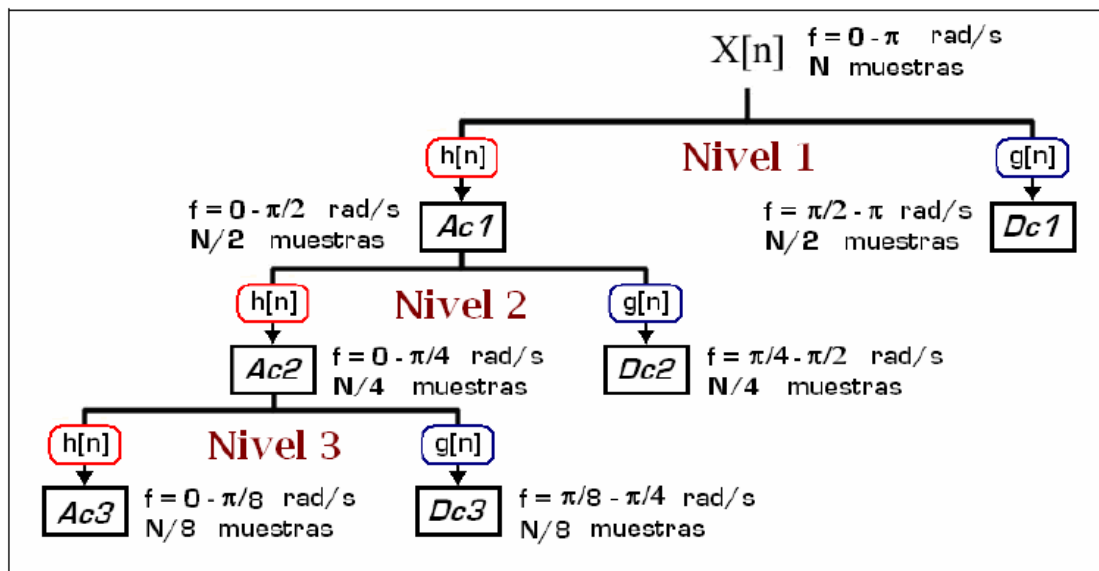 X[n]
f = 0 - π rad/s
N muestras
h[n]
Nivel 1
g[n]
f = 0 - π/2 rad/s
N/2 muestras
Ac1
f = π/2 - π rad/s
N/2 muestras
Dc1
h[n]
Nivel 2
g[n]
Ac2
f = 0 - π/4 rad/s
N/4 muestras
Dc2
f = π/4 - π/2 rad/s
N/4 muestras
h[n]
Nivel 3
g[n]
Ac3
f = 0 - π/8 rad/s
N/8 muestras
Dc3
f = π/8 - π/4 rad/s
N/8 muestras